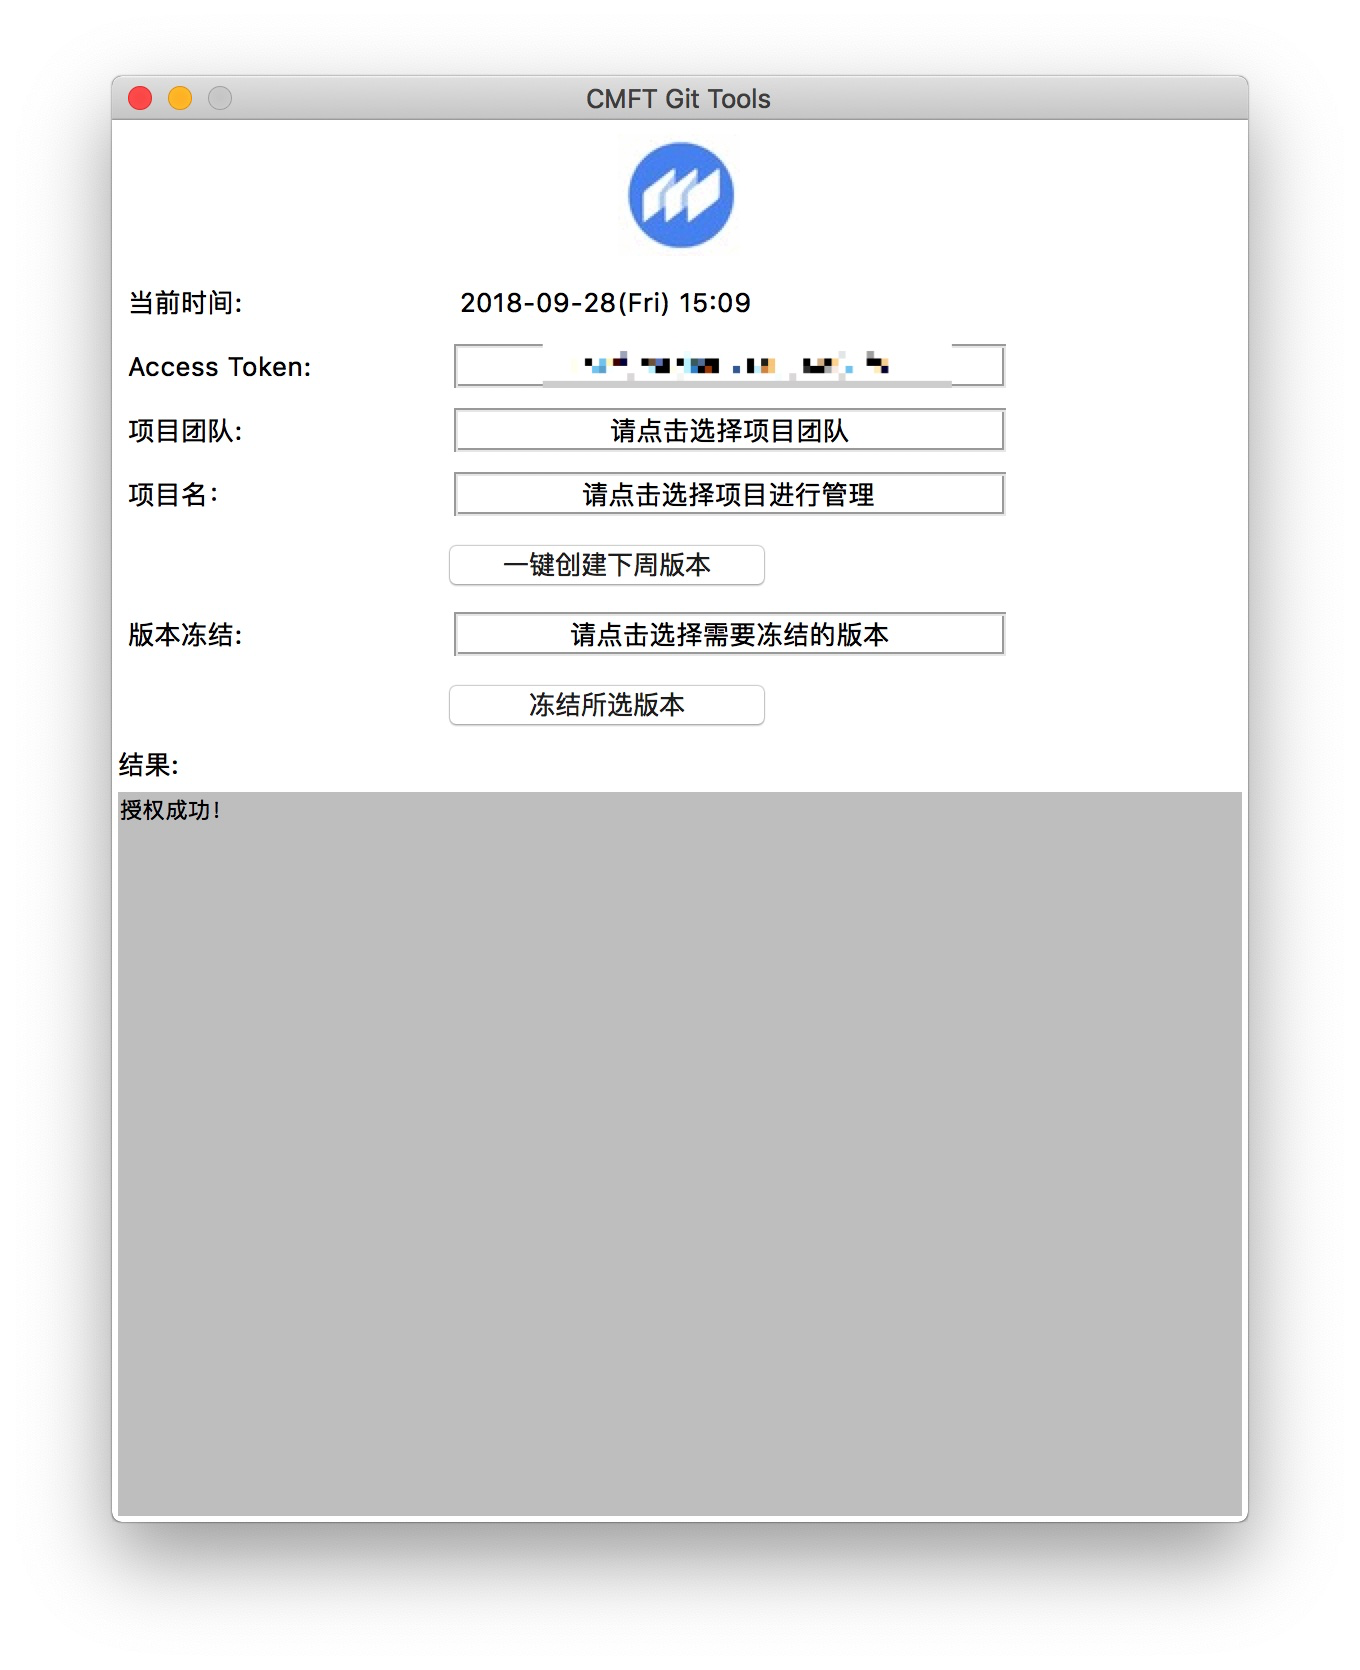 CMFT Git Tools
当前时间: 2018-09-28(Fri) 15:09
Access Token:
项目团队: 请点击选择项目团队
项目名: 请点击选择项目进行管理
一键创建下周版本
版本冻结: 请点击选择需要冻结的版本
冻结所选版本
结果:
授权成功!